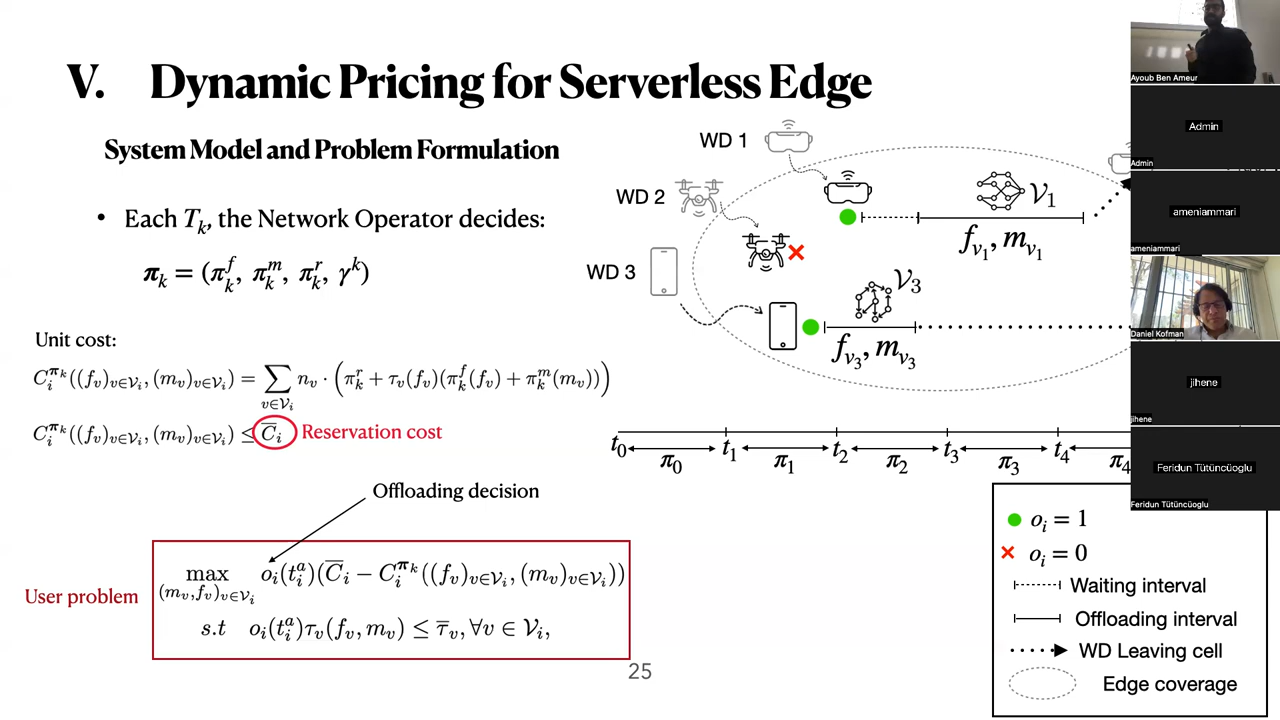 V. Dynamic Pricing for Serverless Edge
System Model and Problem Formulation
• Each T_k, the Network Operator decides:
π_k = (π_k^f, π_k^m, π_k^r, γ^k)
Unit cost:
C_i^{π_k}((f_v)_{v∈𝒱_i}, (m_v)_{v∈𝒱_i}) = ∑_{v∈𝒱_i} n_v · (π_k^r + τ_v(f_v)(π_k^f(f_v) + π_k^m(m_v)))
C_i^{π_k}((f_v)_{v∈𝒱_i}, (m_v)_{v∈𝒱_i}) ≤ C̅_i Reservation cost
Offloading decision
User problem
max_{(m_v,f_v)_{v∈𝒱_i}} o_i(t_i^a)(C̅_i − C_i^{π_k}((f_v)_{v∈𝒱_i}, (m_v)_{v∈𝒱_i}))
s.t o_i(t_i^a)τ_v(f_v, m_v) ≤ τ̅_v, ∀v ∈ 𝒱_i,
WD 1
WD 2
WD 3
𝒱_1
f_{v_1}, m_{v_1}
𝒱_3
f_{v_3}, m_{v_3}
t_0 π_0 t_1 π_1 t_2 π_2 t_3 π_3 t_4 π_4
o_i = 1
o_i = 0
Waiting interval
Offloading interval
WD Leaving cell
Edge coverage
25
Ayoub Ben Ameur
Admin
Admin
ameniammari
ameniammari
Daniel Kofman
jihene
jihene
Feridun Tütüncüoglu
Feridun Tütüncüoglu